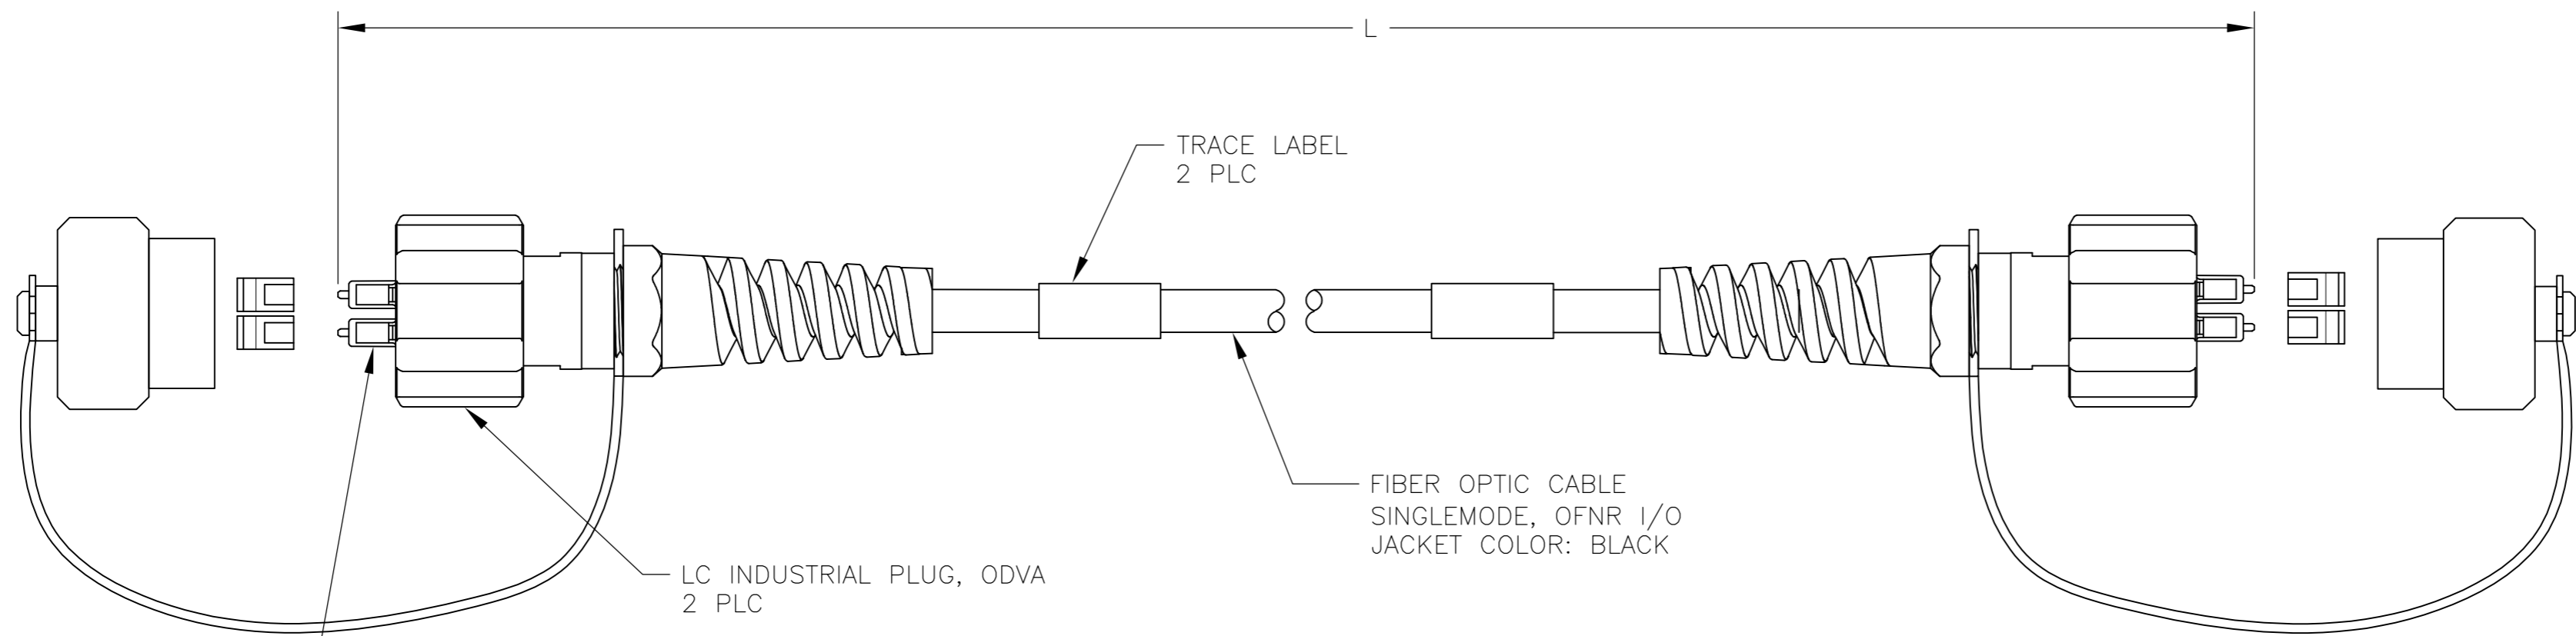 L
TRACE LABEL
2 PLC
FIBER OPTIC CABLE
SINGLEMODE, OFNR I/O
JACKET COLOR: BLACK
LC INDUSTRIAL PLUG, ODVA
2 PLC